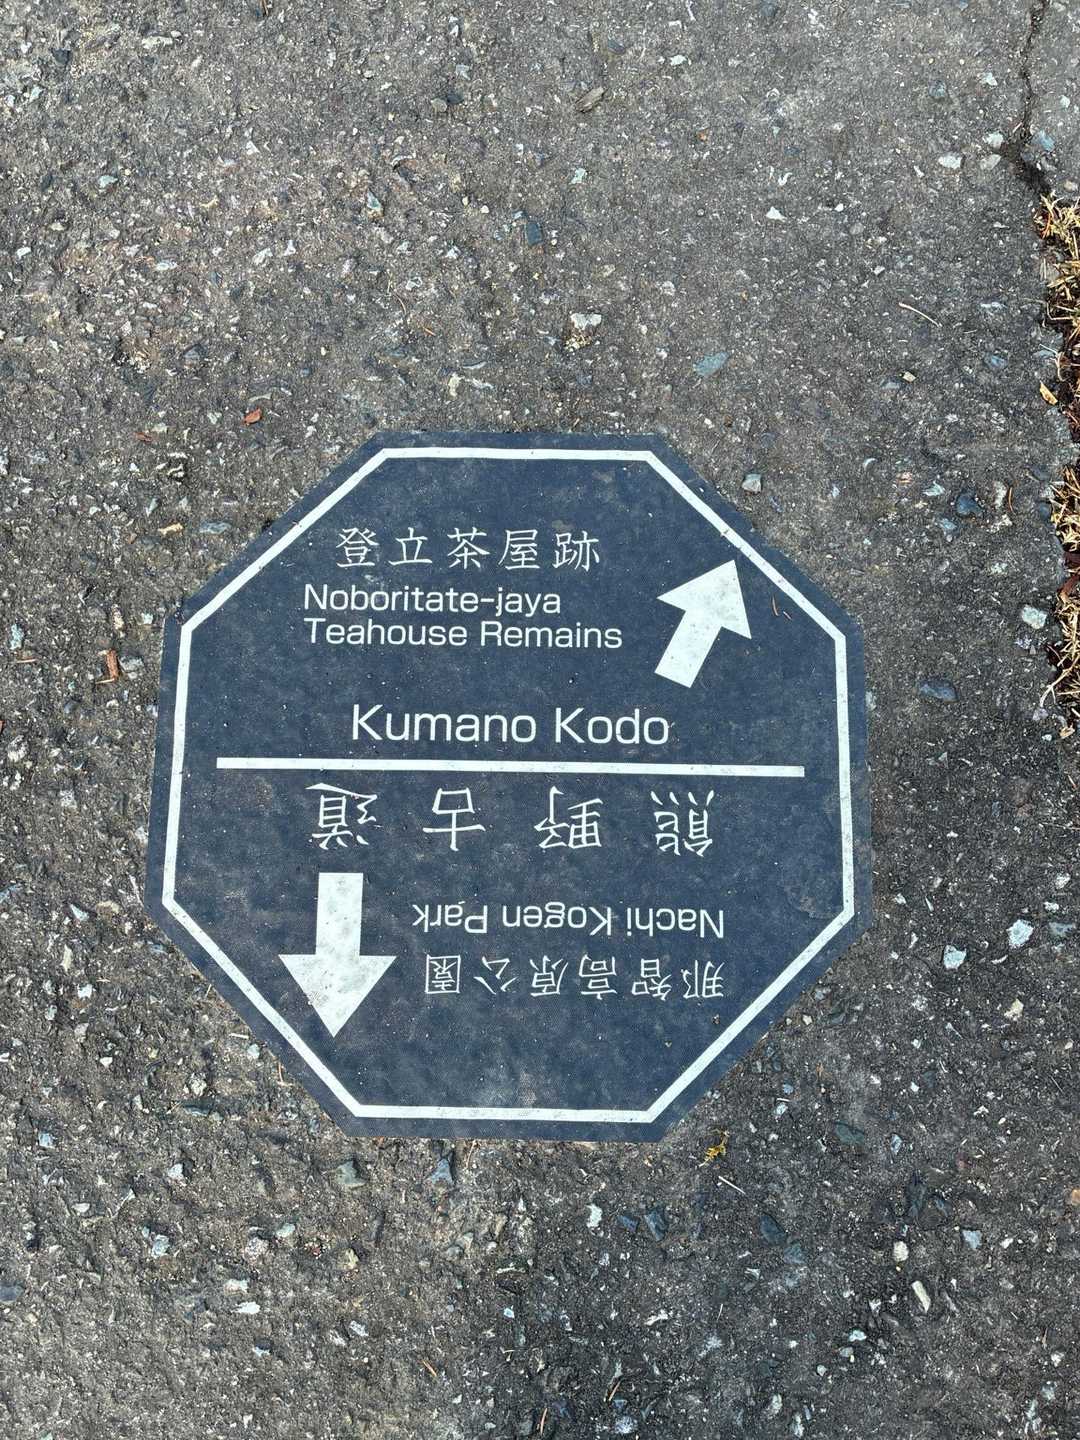 登立茶屋跡
Noboritate-jaya
Teahouse Remains
Kumano Kodo
熊野古道
Nachi Kogen Park
那智高原公園